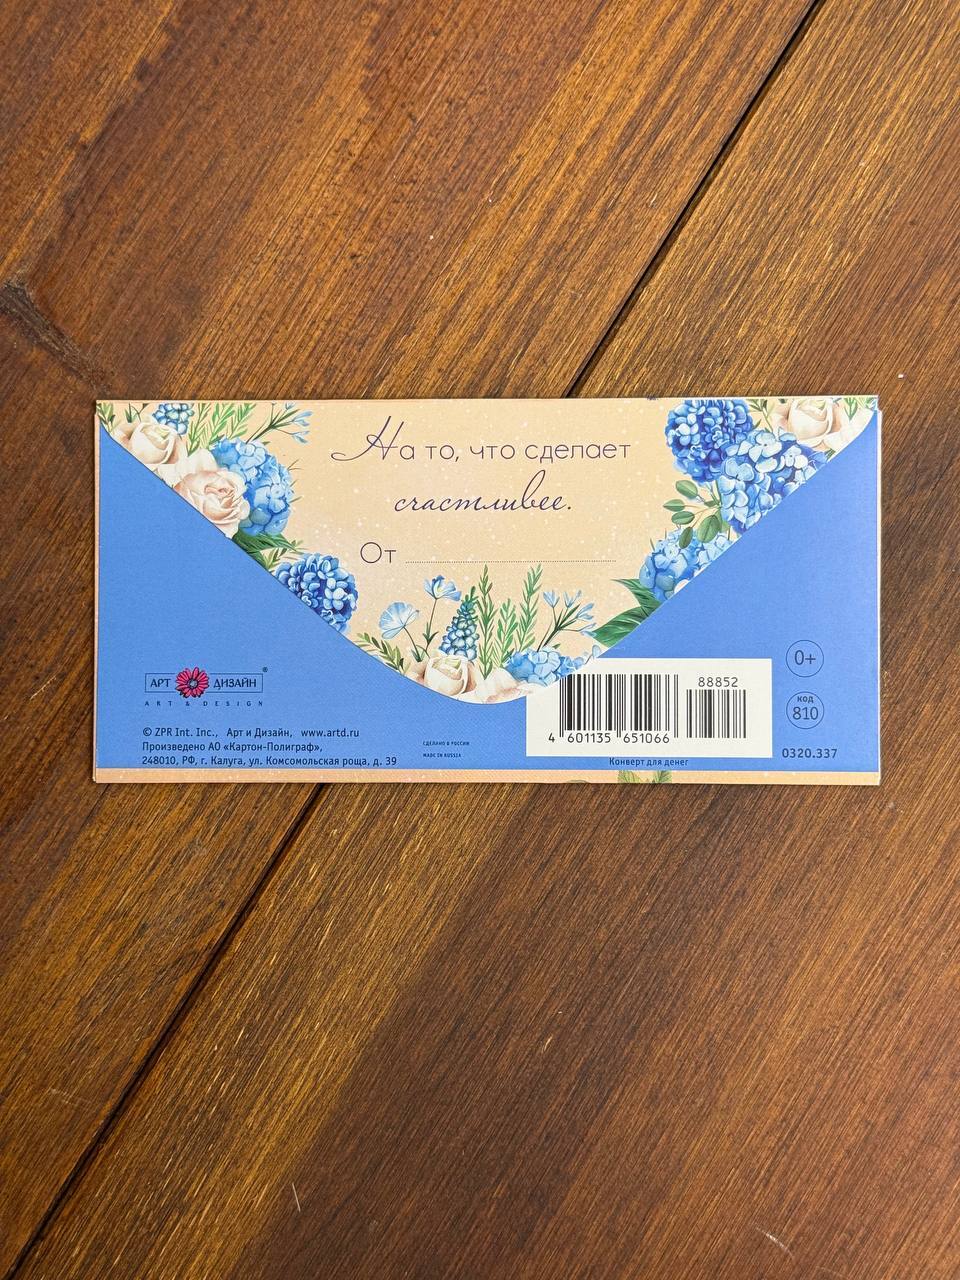 На то, что сделает
счастливее.
От
АРТ ДИЗАЙН®
ART & DESIGN
© ZPR Int. Inc., Арт и Дизайн, www.artd.ru
Произведено АО «Картон-Полиграф»,
248010, РФ, г. Калуга, ул. Комсомольская роща, д. 39
СДЕЛАНО В РОССИИ
MADE IN RUSSIA
88852
4 601135 651066
Конверт для денег
0+
код
810
0320.337